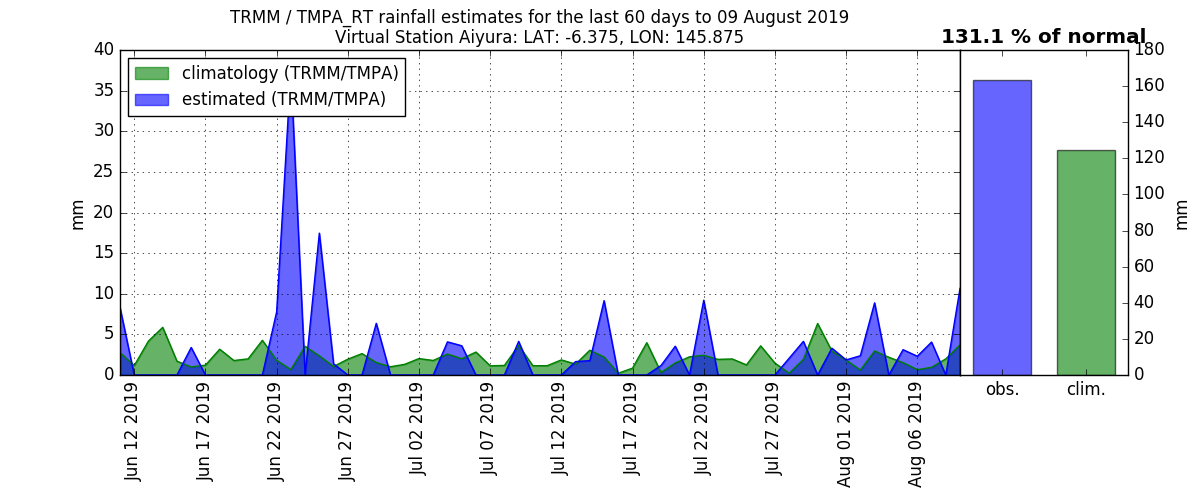 TRMM / TMPA_RT rainfall estimates for the last 60 days to 09 August 2019
Virtual Station Aiyura: LAT: -6.375, LON: 145.875
131.1 % of normal
climatology (TRMM/TMPA)
estimated (TRMM/TMPA)
40
35
30
25
20
15
10
5
0
mm
Jun 12 2019
Jun 17 2019
Jun 22 2019
Jun 27 2019
Jul 02 2019
Jul 07 2019
Jul 12 2019
Jul 17 2019
Jul 22 2019
Jul 27 2019
Aug 01 2019
Aug 06 2019
obs.
clim.
180
160
140
120
100
80
60
40
20
0
mm